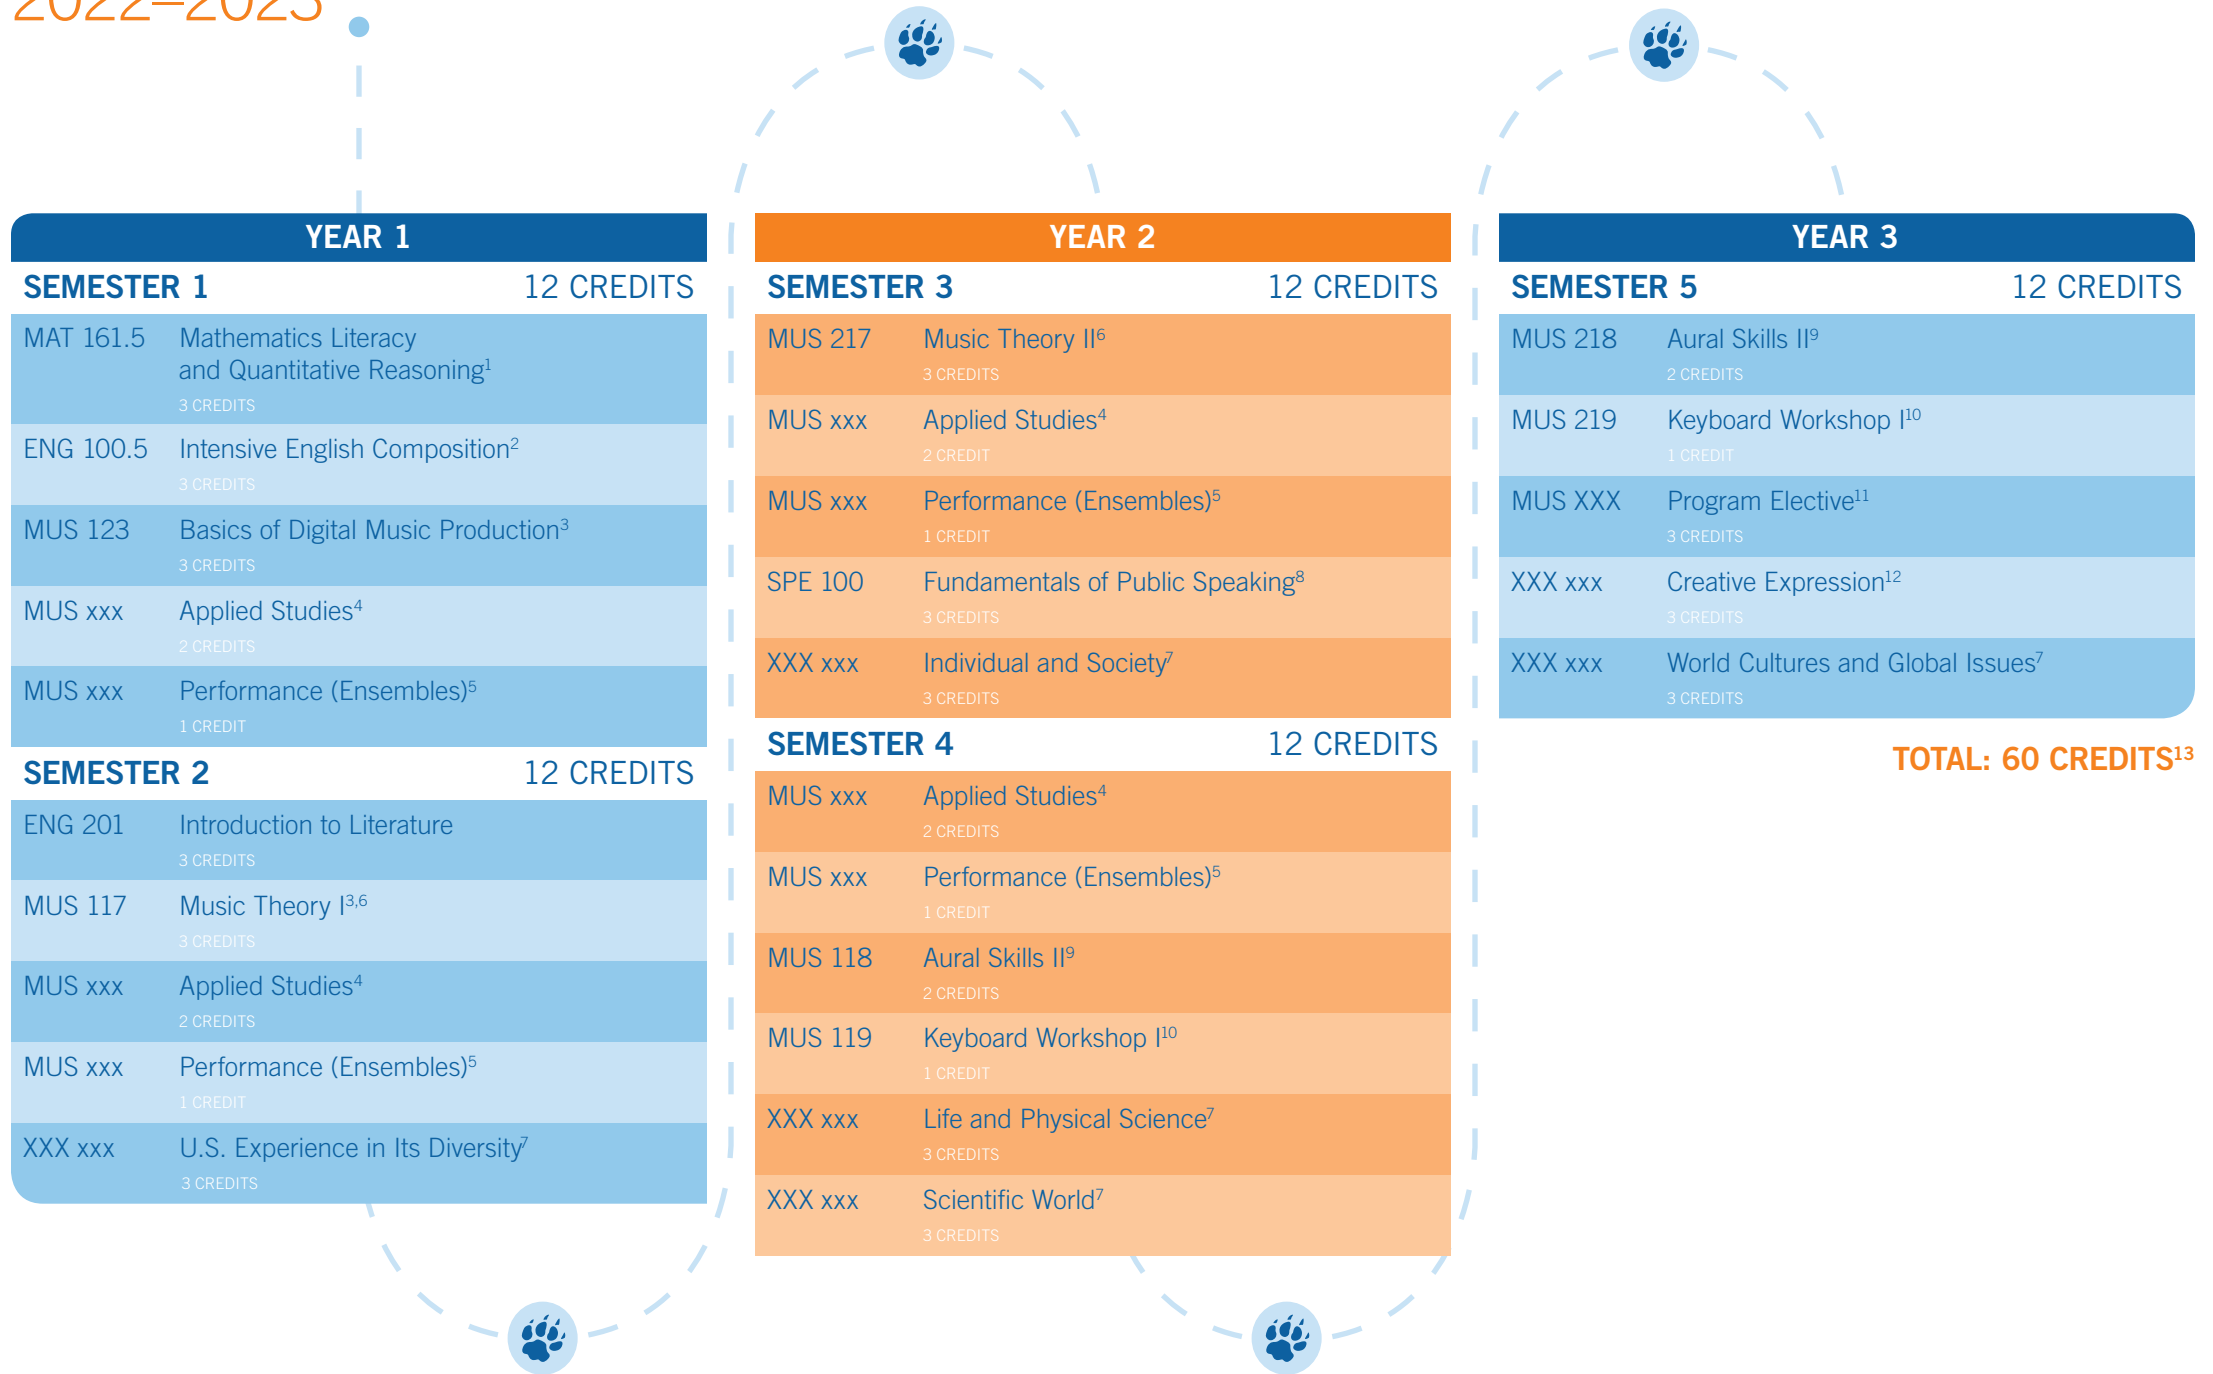 2022–2023
YEAR 1
SEMESTER 1 12 CREDITS
MAT 161.5 Mathematics Literacy
and Quantitative Reasoning1
3 CREDITS
ENG 100.5 Intensive English Composition2
3 CREDITS
MUS 123 Basics of Digital Music Production3
3 CREDITS
MUS xxx Applied Studies4
2 CREDITS
MUS xxx Performance (Ensembles)5
1 CREDIT
SEMESTER 2 12 CREDITS
ENG 201 Introduction to Literature
3 CREDITS
MUS 117 Music Theory I3,6
3 CREDITS
MUS xxx Applied Studies4
2 CREDITS
MUS xxx Performance (Ensembles)5
1 CREDIT
XXX xxx U.S. Experience in Its Diversity7
3 CREDITS
YEAR 2
SEMESTER 3 12 CREDITS
MUS 217 Music Theory II6
3 CREDITS
MUS xxx Applied Studies4
2 CREDIT
MUS xxx Performance (Ensembles)5
1 CREDIT
SPE 100 Fundamentals of Public Speaking8
3 CREDITS
XXX xxx Individual and Society7
3 CREDITS
SEMESTER 4 12 CREDITS
MUS xxx Applied Studies4
2 CREDITS
MUS xxx Performance (Ensembles)5
1 CREDIT
MUS 118 Aural Skills II9
2 CREDITS
MUS 119 Keyboard Workshop I10
1 CREDIT
XXX xxx Life and Physical Science7
3 CREDITS
XXX xxx Scientific World7
3 CREDITS
YEAR 3
SEMESTER 5 12 CREDITS
MUS 218 Aural Skills II9
2 CREDITS
MUS 219 Keyboard Workshop I10
1 CREDIT
MUS XXX Program Elective11
3 CREDITS
XXX xxx Creative Expression12
3 CREDITS
XXX xxx World Cultures and Global Issues7
3 CREDITS
TOTAL: 60 CREDITS13